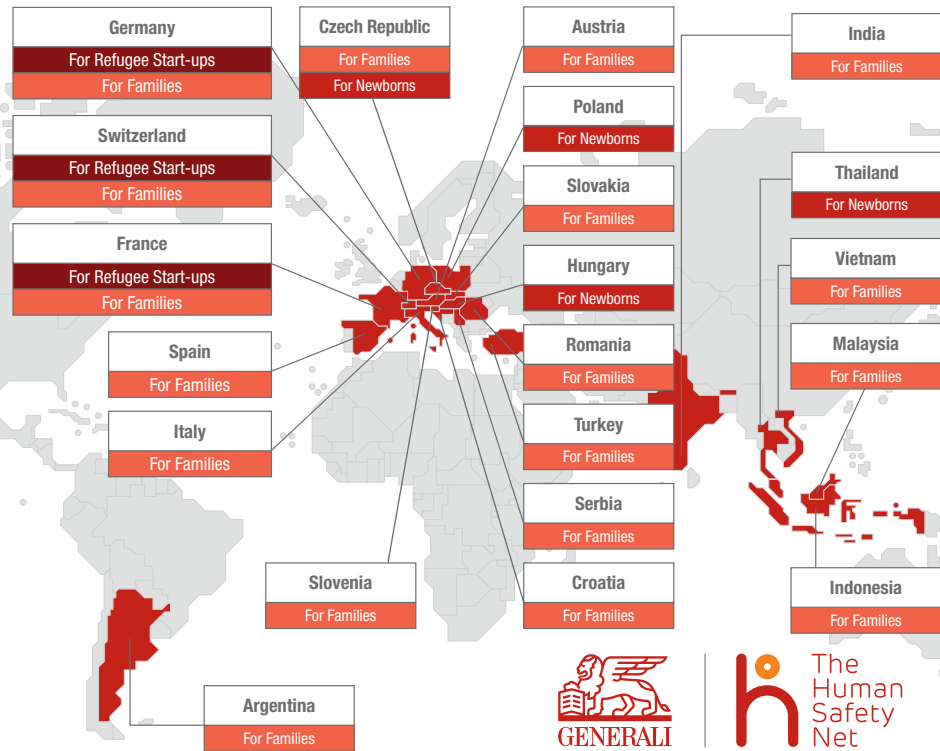 Germany
For Refugee Start-ups
For Families
Czech Republic
For Families
For Newborns
Austria
For Families
India
For Families
Switzerland
For Refugee Start-ups
For Families
Poland
For Newborns
Slovakia
For Families
Thailand
For Newborns
France
For Refugee Start-ups
For Families
Hungary
For Newborns
Vietnam
For Families
Spain
For Families
Romania
For Families
Malaysia
For Families
Italy
For Families
Turkey
For Families
Serbia
For Families
Slovenia
For Families
Croatia
For Families
Indonesia
For Families
Argentina
For Families
GENERALI
The
Human
Safety
Net